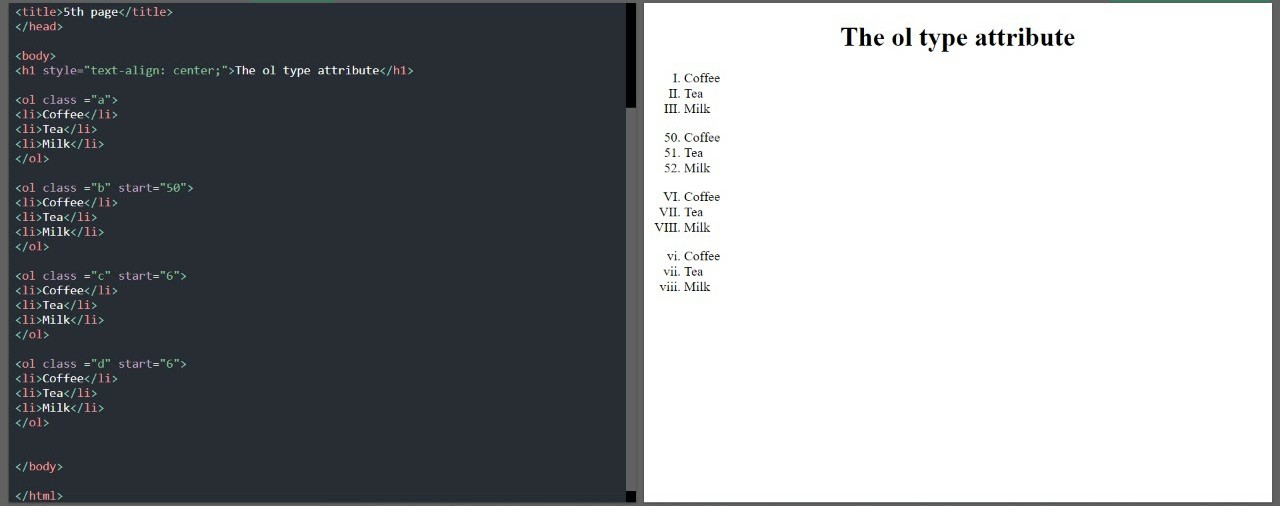 <title>5th page</title>
</head>
<body>
<h1 style="text-align: center;">The ol type attribute</h1>
<ol class ="a">
<li>Coffee</li>
<li>Tea</li>
<li>Milk</li>
</ol>
<ol class ="b" start="50">
<li>Coffee</li>
<li>Tea</li>
<li>Milk</li>
</ol>
<ol class ="c" start="6">
<li>Coffee</li>
<li>Tea</li>
<li>Milk</li>
</ol>
<ol class ="d" start="6">
<li>Coffee</li>
<li>Tea</li>
<li>Milk</li>
</ol>
</body>
</html>
The ol type attribute
I. Coffee
II. Tea
III. Milk
50. Coffee
51. Tea
52. Milk
VI. Coffee
VII. Tea
VIII. Milk
vi. Coffee
vii. Tea
viii. Milk